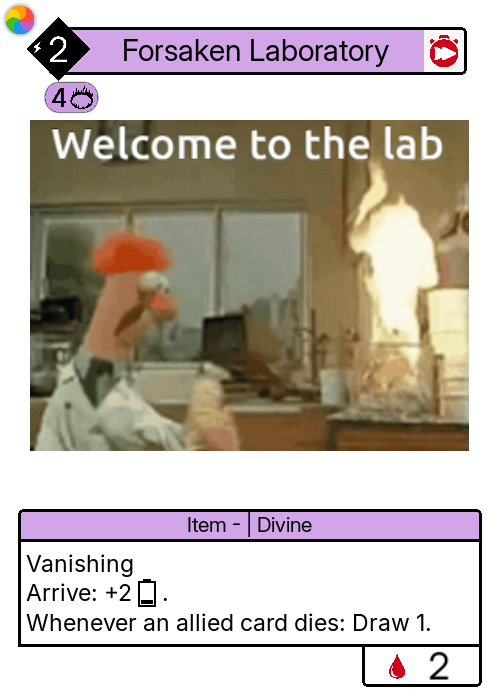 2
Forsaken Laboratory
4
Welcome to the lab
Item - | Divine
Vanishing
Arrive: +2 .
Whenever an allied card dies: Draw 1.
2